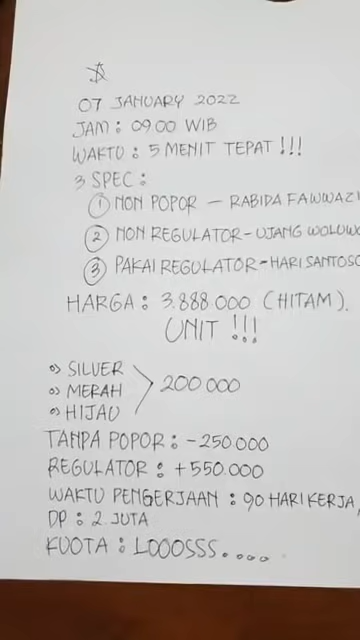 07 JANUARY 2022
JAM : 09.00 WIB
WAKTU : 5 MENIT TEPAT !!!
3 SPEC :
1 NON POPOR – RABIDA FAWWAZI
2 NON REGULATOR – UJANG WOLUWO
3 PAKAI REGULATOR – HARI SANTOSO
HARGA : 3.888.000 (HITAM).
UNIT !!!
SILVER
MERAH 200.000
HIJAU
TANPA POPOR : -250.000
REGULATOR : +550.000
WAKTU PENGERJAAN : 90 HARI KERJA,
DP : 2 JUTA
KUOTA : LOOOSSS....